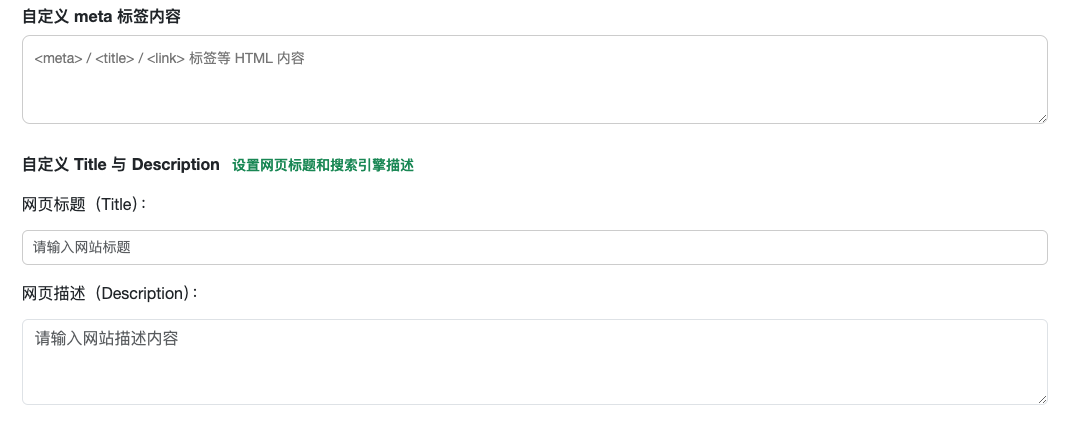 自定义 meta 标签内容
<meta> / <title> / <link> 标签等 HTML 内容
自定义 Title 与 Description 设置网页标题和搜索引擎描述
网页标题（Title）：
请输入网站标题
网页描述（Description）：
请输入网站描述内容